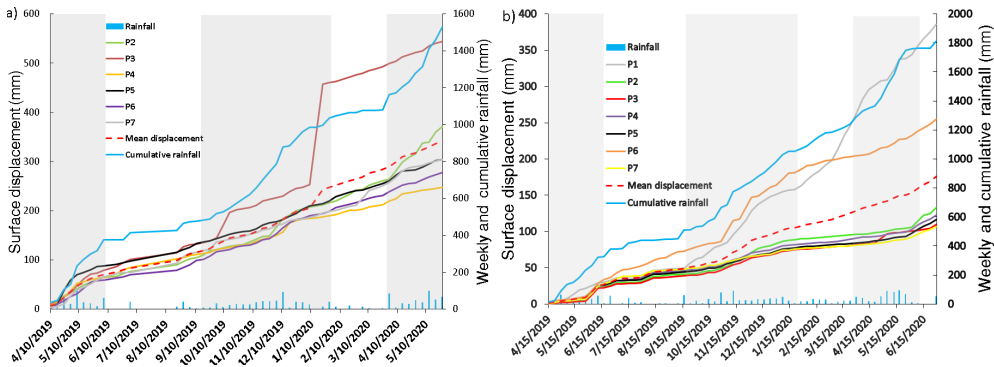 a)
600
500
400
300
200
100
0
Surface displacement (mm)
Rainfall
P2
P3
P4
P5
P6
P7
Mean displacement
Cumulative rainfall
1600
1400
1200
1000
800
600
400
200
0
Weekly and cumulative rainfall (mm)
4/10/2019
5/10/2019
6/10/2019
7/10/2019
8/10/2019
9/10/2019
10/10/2019
11/10/2019
12/10/2019
1/10/2020
2/10/2020
3/10/2020
4/10/2020
5/10/2020
b)
400
350
300
250
200
150
100
50
0
Surface displacement (mm)
Rainfall
P1
P2
P3
P4
P5
P6
P7
Mean displacement
Cumulative rainfall
2000
1800
1600
1400
1200
1000
800
600
400
200
0
Weekly and cumulative rainfall (mm)
4/15/2019
5/15/2019
6/15/2019
7/15/2019
8/15/2019
9/15/2019
10/15/2019
11/15/2019
12/15/2019
1/15/2020
2/15/2020
3/15/2020
4/15/2020
5/15/2020
6/15/2020